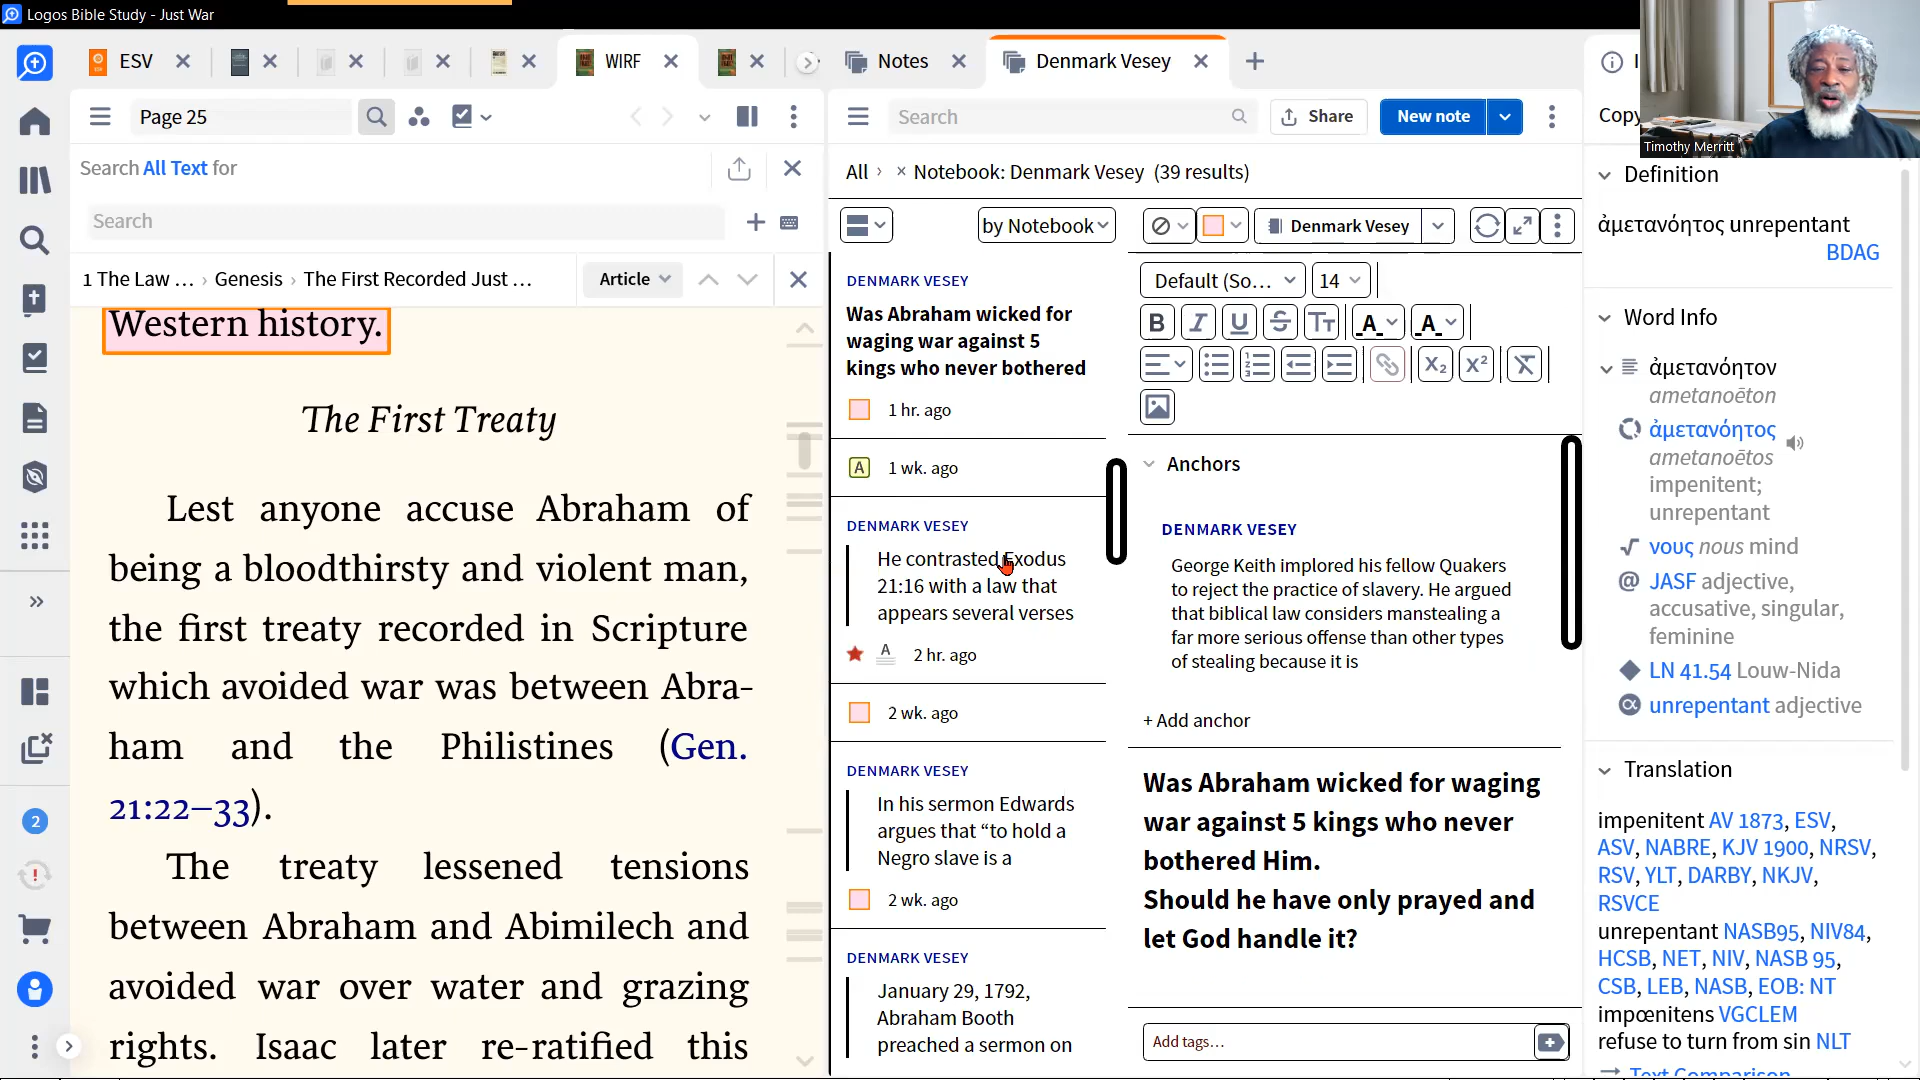 Logos Bible Study - Just War
ESV
WIRF
Page 25
Search All Text for
Search
1 The Law ... › Genesis › The First Recorded Just ...
Article
Western history.
The First Treaty
Lest anyone accuse Abraham of
being a bloodthirsty and violent man,
the first treaty recorded in Scripture
which avoided war was between Abra-
ham and the Philistines (Gen.
21:22–33).
The treaty lessened tensions
between Abraham and Abimilech and
avoided war over water and grazing
rights. Isaac later re-ratified this
2
Notes
Denmark Vesey
Search
Share
New note
All › × Notebook: Denmark Vesey (39 results)
by Notebook
DENMARK VESEY
Was Abraham wicked for
waging war against 5
kings who never bothered
1 hr. ago
A 1 wk. ago
DENMARK VESEY
He contrasted Exodus
21:16 with a law that
appears several verses
A 2 hr. ago
2 wk. ago
DENMARK VESEY
In his sermon Edwards
argues that “to hold a
Negro slave is a
2 wk. ago
DENMARK VESEY
January 29, 1792,
Abraham Booth
preached a sermon on
Denmark Vesey
Default (So... 14
B I U S TT A A
X₂ X²
Anchors
DENMARK VESEY
George Keith implored his fellow Quakers
to reject the practice of slavery. He argued
that biblical law considers manstealing a
far more serious offense than other types
of stealing because it is
+ Add anchor
Was Abraham wicked for waging
war against 5 kings who never
bothered Him.
Should he have only prayed and
let God handle it?
Add tags...
Timothy Merritt
Copy
Definition
ἀμετανόητος unrepentant
BDAG
Word Info
ἀμετανόητον
ametanoēton
ἀμετανόητος
ametanoētos
impenitent;
unrepentant
νους nous mind
@ JASF adjective,
accusative, singular,
feminine
LN 41.54 Louw-Nida
unrepentant adjective
Translation
impenitent AV 1873, ESV,
ASV, NABRE, KJV 1900, NRSV,
RSV, YLT, DARBY, NKJV,
RSVCE
unrepentant NASB95, NIV84,
HCSB, NET, NIV, NASB 95,
CSB, LEB, NASB, EOB: NT
impœnitens VGCLEM
refuse to turn from sin NLT
Text Comparison